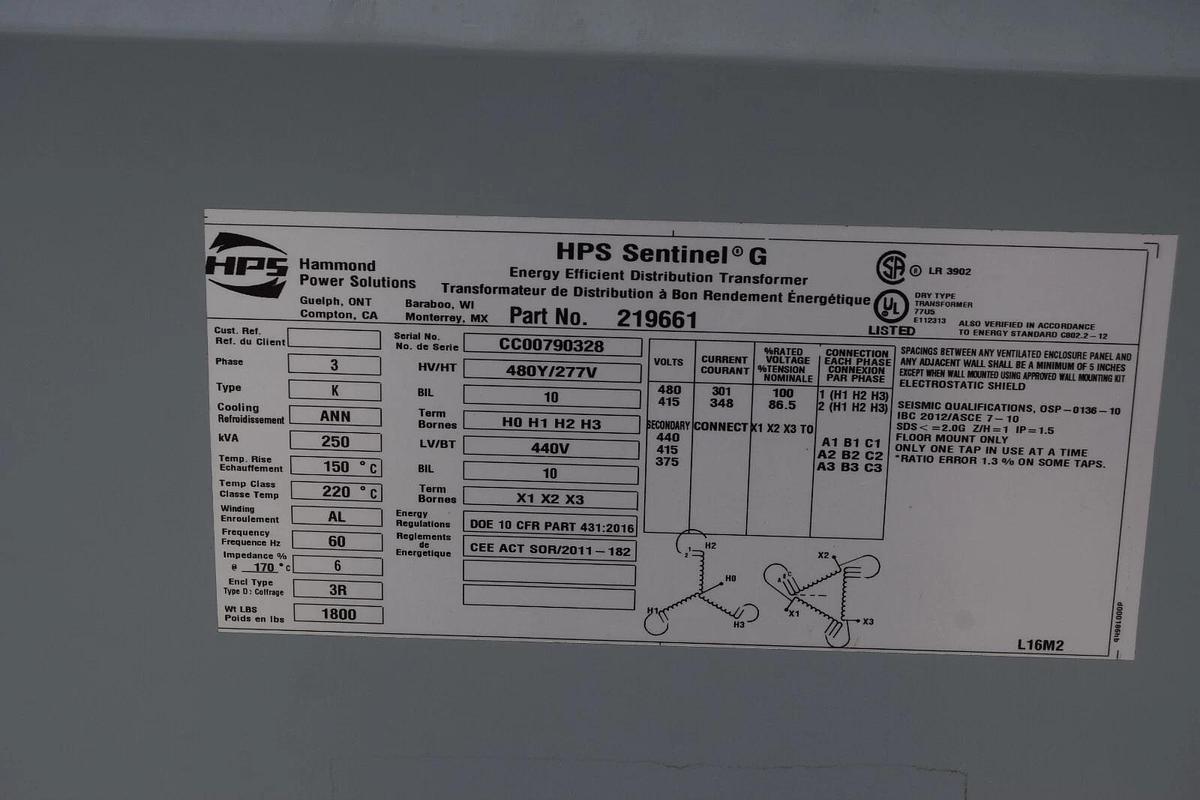 HPS
Hammond
Power Solutions
Guelph, ONT
Compton, CA
Baraboo, WI
Monterrey, MX
HPS Sentinel® G
Energy Efficient Distribution Transformer
Transformateur de Distribution à Bon Rendement Énergétique
Part No. 219661
SA ® LR 3902
UL
LISTED
DRY TYPE
TRANSFORMER
77U5
E112313
ALSO VERIFIED IN ACCORDANCE
TO ENERGY STANDARD C802.2-12
Cust. Ref.
Ref. du Client
Phase 3
Type K
Cooling
Refroidissement
ANN
kVA 250
Temp. Rise
Echauffement
150 °C
Temp Class
Classe Temp
220 °C
Winding
Enroulement
AL
Frequency
Frequence Hz
60
Impedance %
@ 170 °C
6
Encl Type
Type D: Coffrage
3R
Wt LBS
Poids en lbs
1800
Serial No.
No. de Serie
CC00790328
HV/HT 480Y/277V
BIL 10
Term
Bornes
H0 H1 H2 H3
LV/BT 440V
BIL 10
Term
Bornes
X1 X2 X3
Energy
Regulations
DOE 10 CFR PART 431:2016
Reglements
de
Energetique
CEE ACT SOR/2011-182
VOLTS
CURRENT
COURANT
%RATED
VOLTAGE
%TENSION
NOMINALE
CONNECTION
EACH PHASE
CONNEXION
PAR PHASE
480 301 100 1 (H1 H2 H3)
415 348 86.5 2 (H1 H2 H3)
SECONDARY CONNECT X1 X2 X3 TO
440 A1 B1 C1
415 A2 B2 C2
375 A3 B3 C3
SPACINGS BETWEEN ANY VENTILATED ENCLOSURE PANEL AND
ANY ADJACENT WALL SHALL BE A MINIMUM OF 5 INCHES
EXCEPT WHEN WALL MOUNTED USING APPROVED WALL MOUNTING KIT
ELECTROSTATIC SHIELD
SEISMIC QUALIFICATIONS, OSP-0136-10
IBC 2012/ASCE 7-10
SDS<=2.0G Z/H=1 IP=1.5
FLOOR MOUNT ONLY
ONLY ONE TAP IN USE AT A TIME
*RATIO ERROR 1.3 % ON SOME TAPS.
1
2
H2
H0
H1
H3
X2
A B C
X1
X3
L16M2